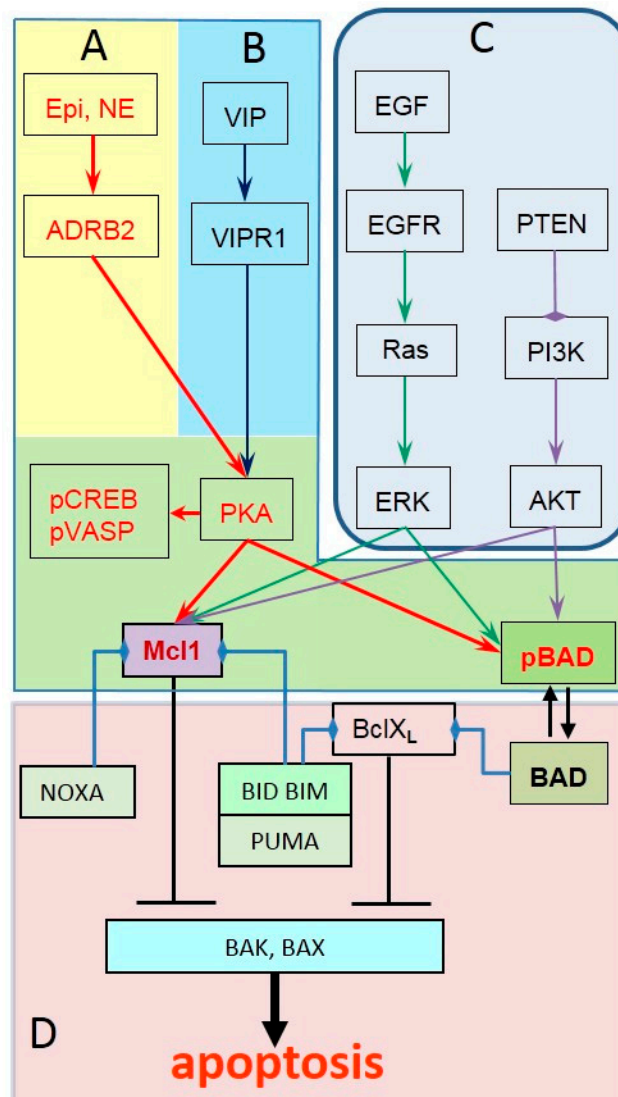 A
B
C
Epi, NE
VIP
EGF
ADRB2
VIPR1
EGFR
PTEN
Ras
PI3K
pCREB
pVASP
PKA
ERK
AKT
Mcl1
pBAD
BclXL
NOXA
BID BIM
BAD
PUMA
BAK, BAX
D
apoptosis